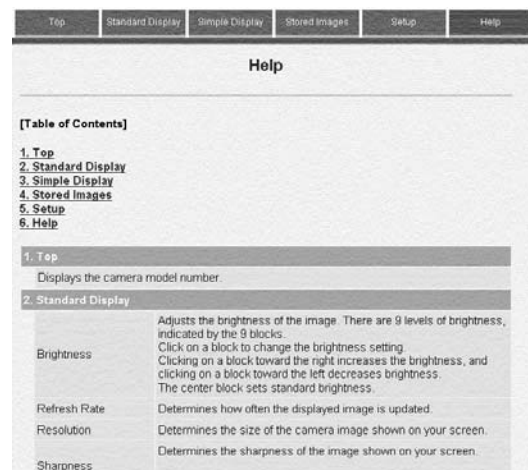 Top Standard Display Simple Display Stored Images Setup Help
Help
[Table of Contents]
1. Top
2. Standard Display
3. Simple Display
4. Stored Images
5. Setup
6. Help
1. Top
Displays the camera model number.
2. Standard Display
Brightness
Adjusts the brightness of the image. There are 9 levels of brightness,
indicated by the 9 blocks.
Click on a block to change the brightness setting.
Clicking on a block toward the right increases the brightness, and
clicking on a block toward the left decreases brightness.
The center block sets standard brightness.
Refresh Rate Determines how often the displayed image is updated.
Resolution Determines the size of the camera image shown on your screen.
Sharpness
Determines the sharpness of the image shown on your screen.